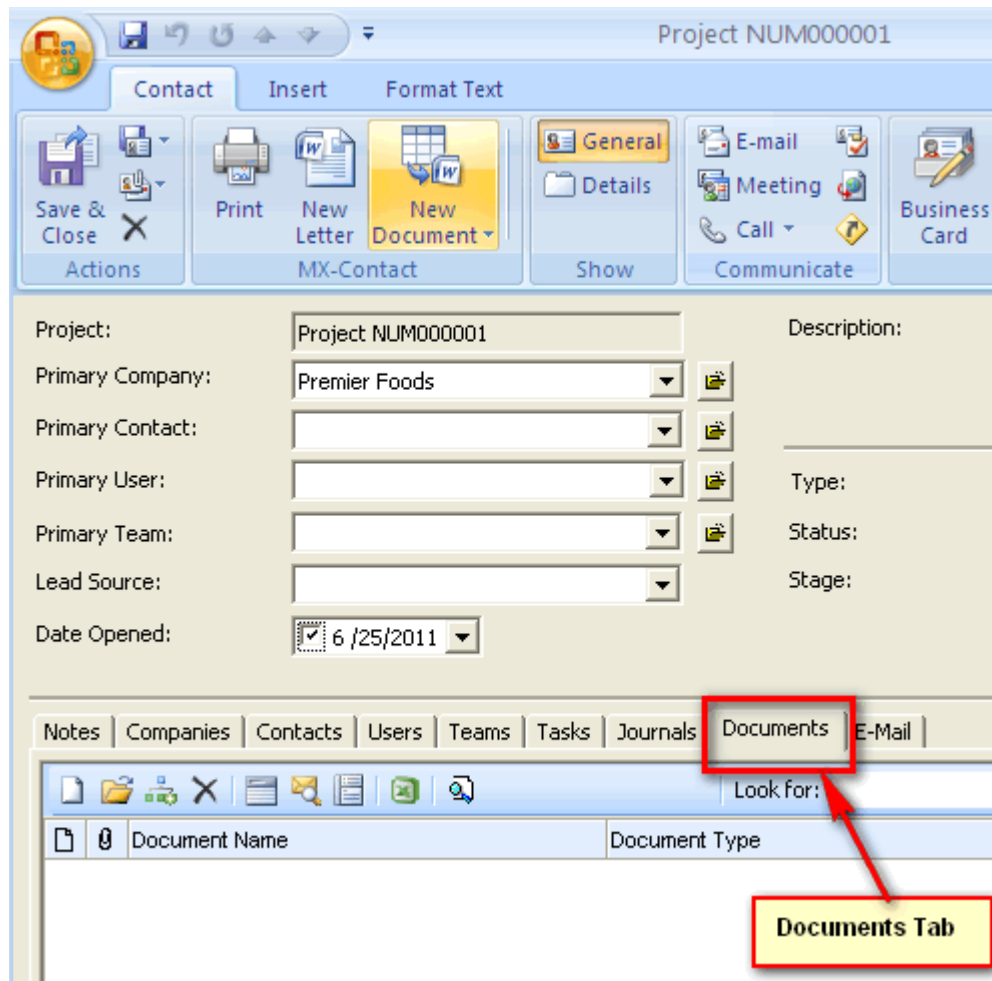 Project NUM000001
Contact Insert Format Text
Save & Close
Print
New Letter
New Document
General
Details
E-mail
Meeting
Call
Business Card
Actions MX-Contact Show Communicate
Project: Project NUM000001 Description:
Primary Company: Premier Foods
Primary Contact:
Primary User: Type:
Primary Team: Status:
Lead Source: Stage:
Date Opened: 6 /25/2011
Notes Companies Contacts Users Teams Tasks Journals Documents E-Mail
Look for:
Document Name Document Type
Documents Tab